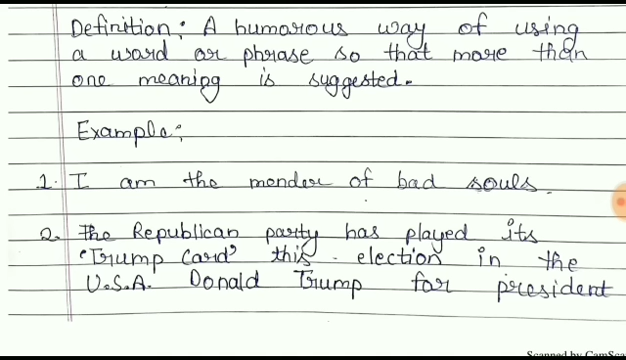 Definition: A humorous way of using
a word or phrase so that more than
one meaning is suggested.
Example:
1. I am the mender of bad souls.
2. The Republican party has played its
'Trump Card' this election in the
U.S.A. Donald Trump for president
Scanned by CamSca